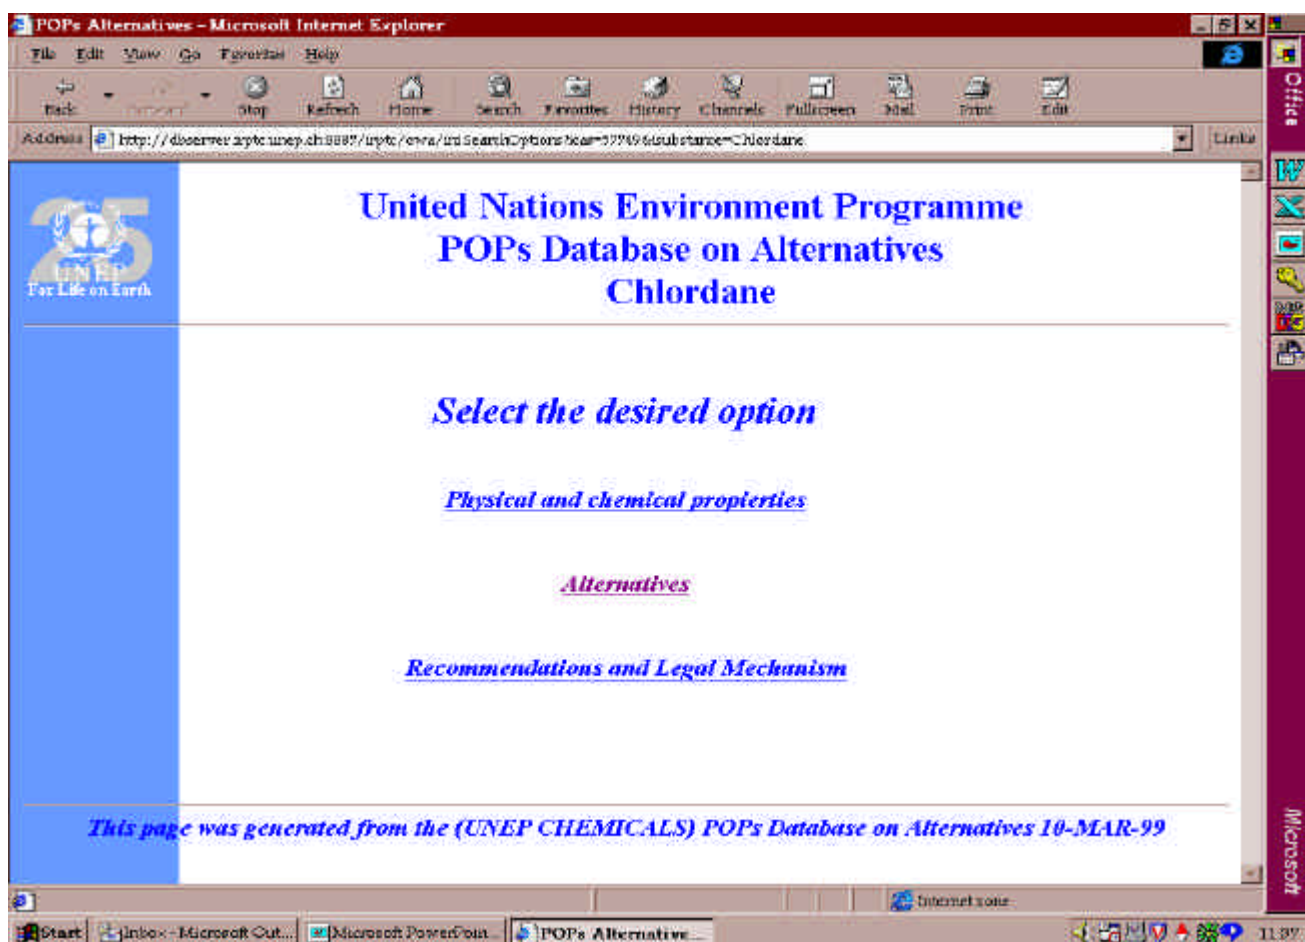 POPs Alternatives - Microsoft Internet Explorer
File Edit View Go Favorites Help
Back Stop Refresh Home Search Favorites History Channels Fullscreen Mail Print Edit
Office
Address Links
25
UNEP
For Life on Earth
United Nations Environment Programme
POPs Database on Alternatives
Chlordane
Select the desired option
Physical and chemical propierties
Alternatives
Recommendations and Legal Mechanism
This page was generated from the (UNEP CHEMICALS) POPs Database on Alternatives 10-MAR-99
Microsoft
Internet zone
Start Inbox - Microsoft Out... Microsoft PowerPoint ... POPs Alternative...